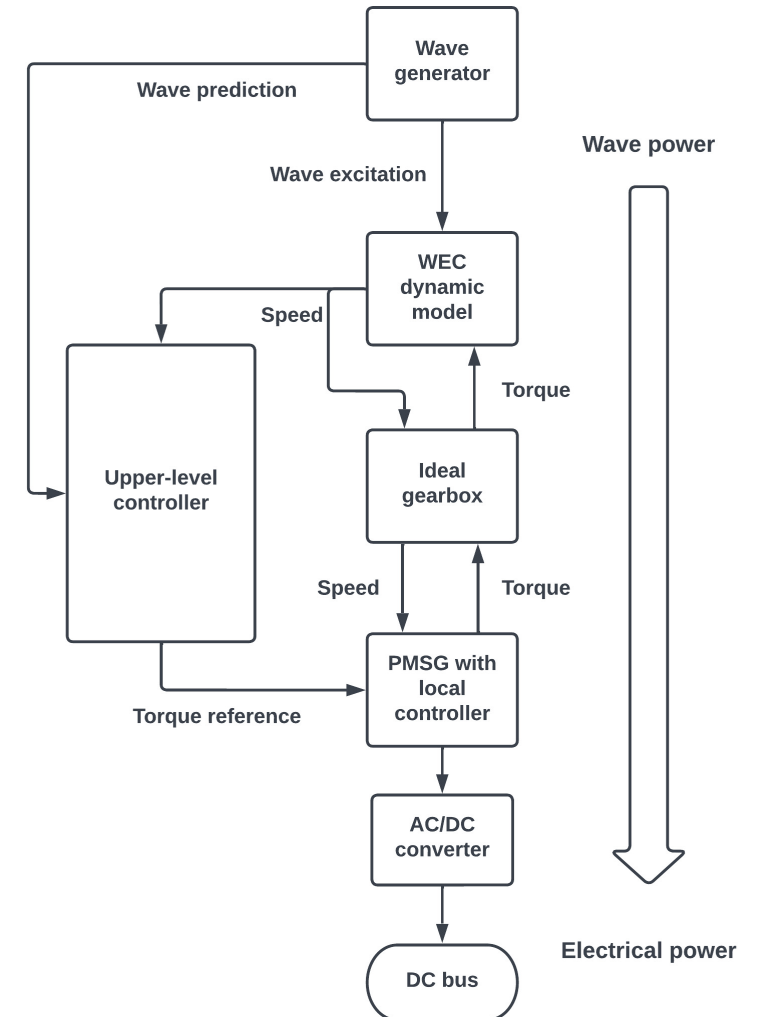 Wave
generator
Wave prediction
Wave power
Wave excitation
WEC
dynamic
model
Speed
Torque
Upper-level
controller
Ideal
gearbox
Speed
Torque
PMSG with
local
controller
Torque reference
AC/DC
converter
Electrical power
DC bus